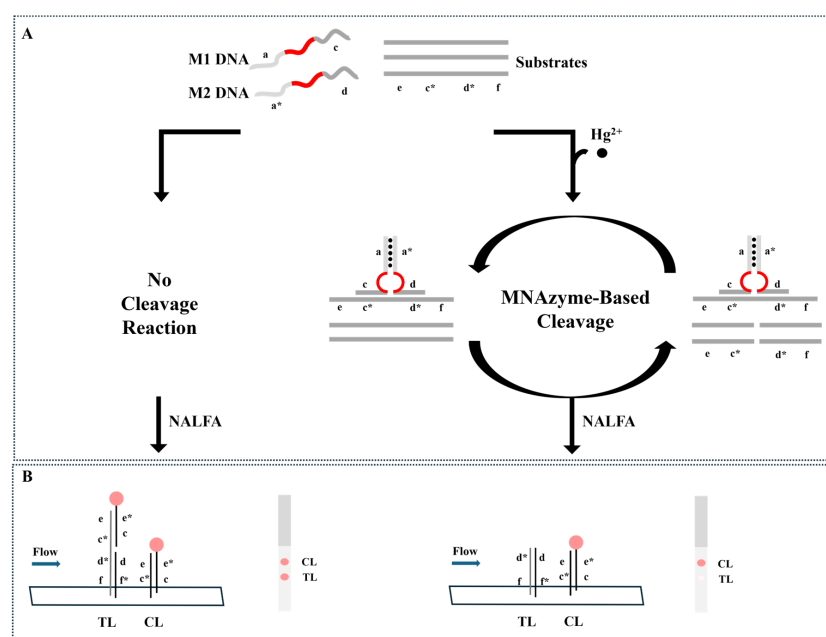 A
M1 DNA
a
c
M2 DNA
a*
d
Substrates
e c* d* f
Hg2+
No
Cleavage
Reaction
a a*
c d
e c* d* f
MNAzyme-Based
Cleavage
a a*
c d
e c* d* f
e c* d* f
NALFA
NALFA
B
Flow
e e*
c* c
d* d
f f*
e e*
c* c
TL CL
CL
TL
Flow
d* d
f f*
e e*
c* c
TL CL
CL
TL